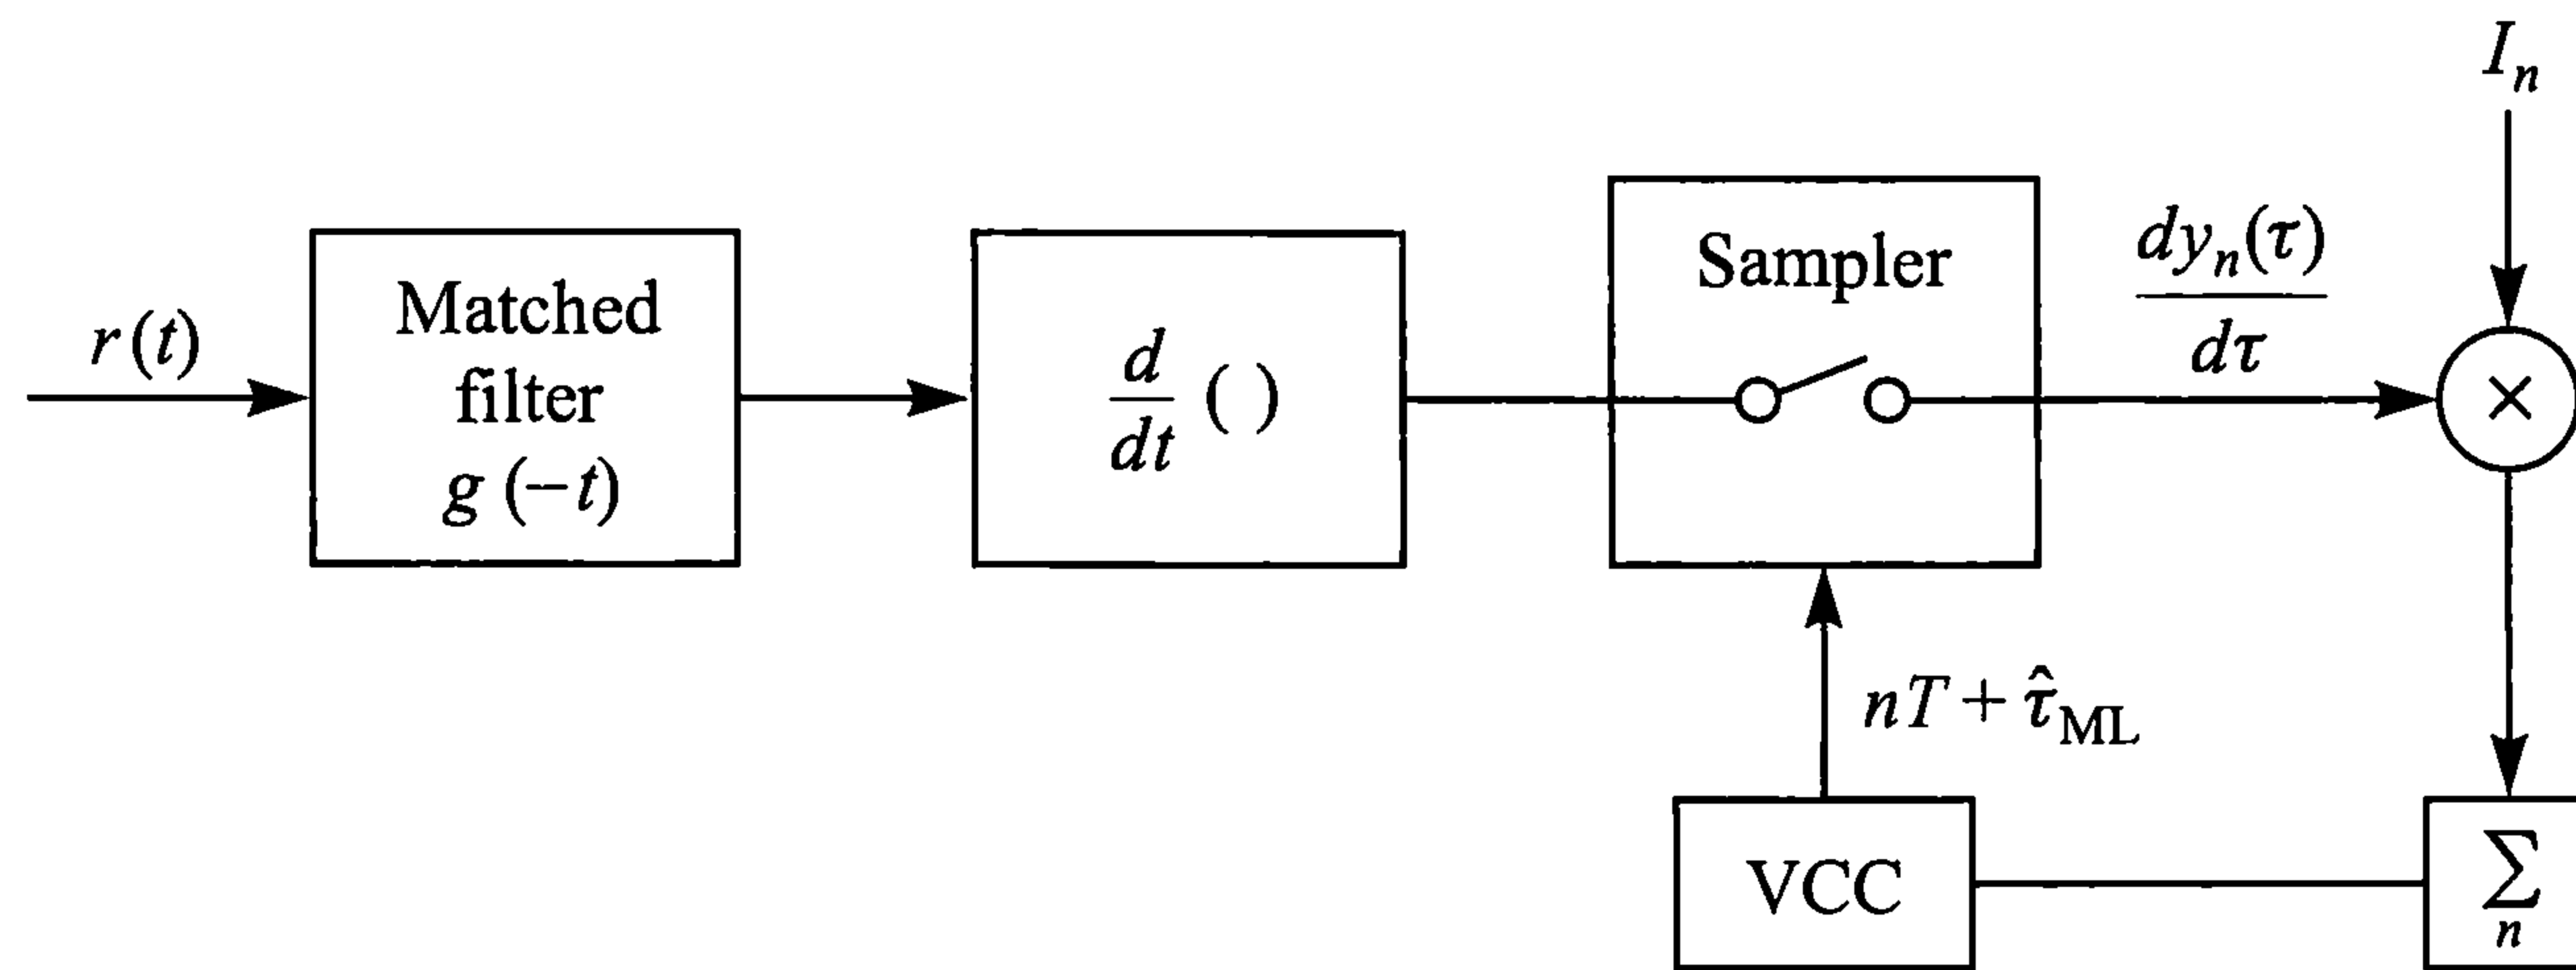 I_n
r(t)
Matched
filter
g(−t)
d/dt ( )
Sampler
dy_n(τ)/dτ
×
nT + τ̂_ML
VCC
∑
n